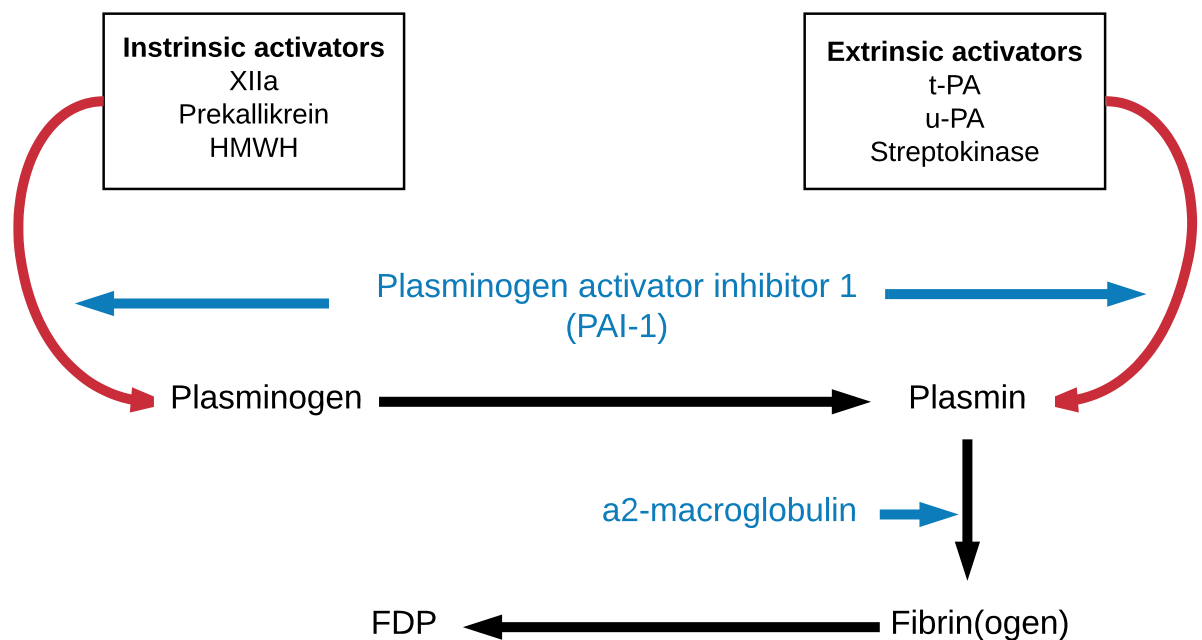 Instrinsic activators
XIIa
Prekallikrein
HMWH
Extrinsic activators
t-PA
u-PA
Streptokinase
Plasminogen activator inhibitor 1
(PAI-1)
Plasminogen
Plasmin
a2-macroglobulin
FDP
Fibrin(ogen)